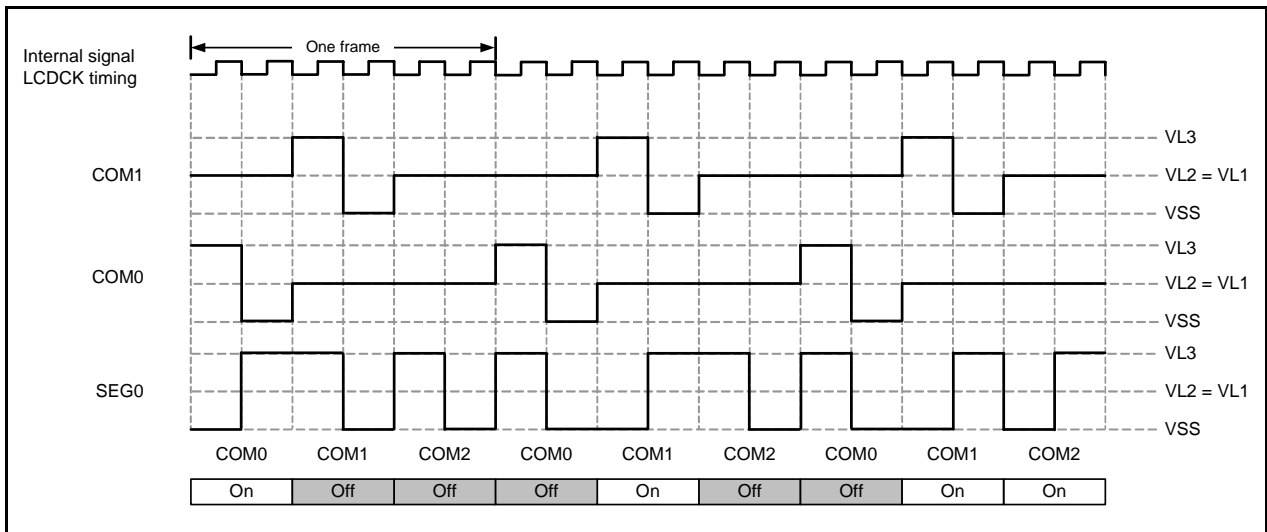 One frame
Internal signal
LCDCK timing
VL3
COM1
VL2 = VL1
VSS
VL3
COM0
VL2 = VL1
VSS
VL3
SEG0
VL2 = VL1
VSS
COM0 COM1 COM2 COM0 COM1 COM2 COM0 COM1 COM2
On Off Off Off On Off Off On On